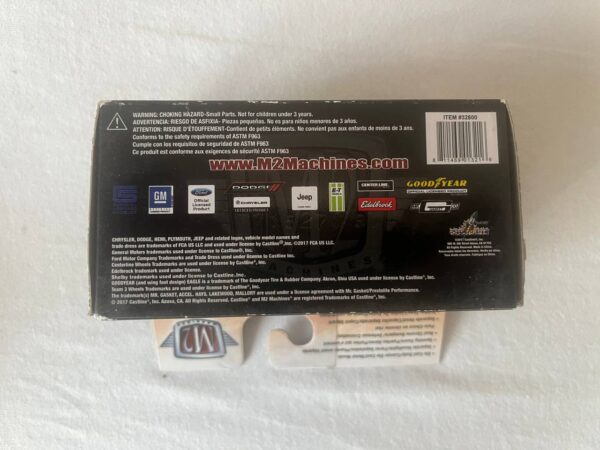 WARNING: CHOKING HAZARD-Small Parts. Not for children under 3 years.
ADVERTENCIA: RIESGO DE ASFIXIA- Piezas pequeñas. No es para niños menores de 3 años.
ATTENTION: RISQUE D'ÉTOUFFEMENT-Contient de petits éléments. Ne convient pas aux enfants de moins de 3 ans.
Conforms to the safety requirements of ASTM F963
Cumple con los requisitos de seguridad de ASTM F963
Ce produit est conforme aux exigences de sécurité ASTM F963
ITEM #32600
www.M2Machines.com
GM
Ford
Official
Licensed
Product
DODGE
CHRYSLER
Jeep
E-T
CENTER LINE
GOODYEAR
Edelbrock
CHRYSLER, DODGE, HEMI, PLYMOUTH, JEEP and related logos, vehicle model names and
trade dress are trademarks of FCA US LLC and used under license by Castline, Inc. ©2017 FCA US LLC.
General Motors Trademarks used under license to Castline, Inc.
Ford Motor Company Trademarks and Trade Dress used under license to Castline Inc.
Centerline Wheels Trademarks are used under license by Castline Inc.
Edelbrock trademark used under license.
Shelby trademarks used under license to Castline Inc.
GOODYEAR (and wing foot design) EAGLE is a Trademark of The Goodyear Tire & Rubber Company, Akron, Ohio USA and used under license to Castline, Inc.
Team 3 Wheels Trademarks are used under license by Castline, Inc.
The trademark(s) MR. GASKET, ACCEL, HAYS, LAKEWOOD, MALLORY are used under a license agreement with Mr. Gasket/Prestolite Performance.
© 2017 Castline, Inc. Azusa, CA. All Rights Reserved. Castline® and M2 Machines® are registered Trademarks of Castline, Inc.
M2